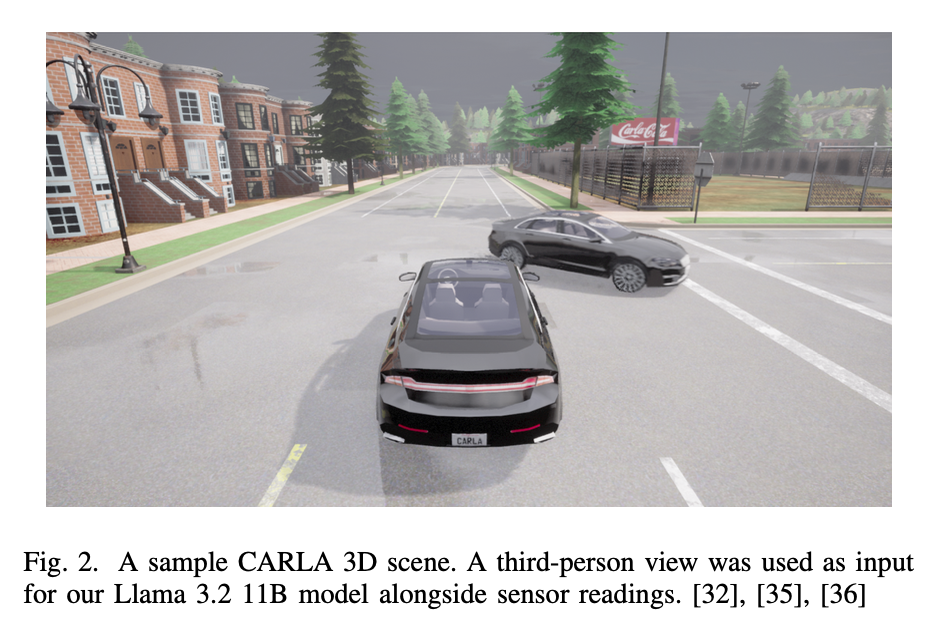 Coca-Cola
CARLA
Fig. 2. A sample CARLA 3D scene. A third-person view was used as input
for our Llama 3.2 11B model alongside sensor readings. [32], [35], [36]